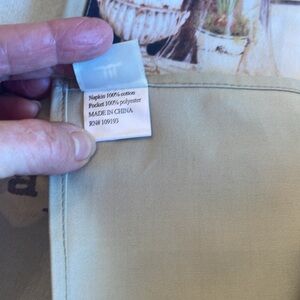 Napkin 100% cotton
Pocket 100% polyester
MADE IN CHINA
RN# 109193